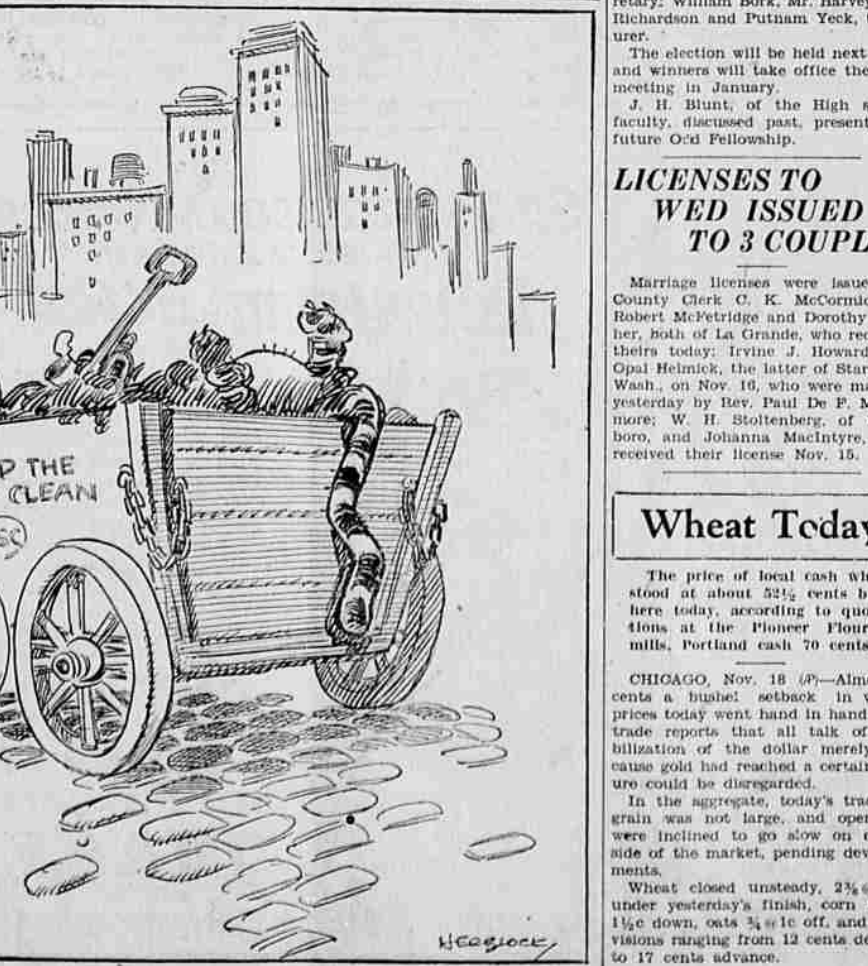 P THE
CLEAN
HERBLOCK
retary; William Bork, Mr. Harvey
Richardson and Putnam Yeck,
urer.
The election will be held next
and winners will take office the
meeting in January.
J. H. Blunt, of the High s
faculty, discussed past, present
future Odd Fellowship.
LICENSES TO
WED ISSUED
TO 3 COUPL
Marriage licenses were issue
County Clerk C. K. McCormic
Robert McFetridge and Dorothy
her, both of La Grande, who rec
theirs today; Irvine J. Howard
Opal Helmick, the latter of Star
Wash., on Nov. 16, who were ma
yesterday by Rev. Paul De F. M
more; W. H. Stoltenberg, of
boro, and Johanna MacIntyre,
received their license Nov. 15.
Wheat Today
The price of local cash whe
stood at about 52½ cents b
here today, according to quo
tions at the Pioneer Flour
mills. Portland cash 70 cents
CHICAGO, Nov. 18 (AP)—Alm
cents a bushel setback in
prices today went hand in hand
trade reports that all talk of
bilization of the dollar merely
cause gold had reached a certain
ure could be disregarded.
In the aggregate, today's tra
grain was not large, and oper
were inclined to go slow on e
side of the market, pending dev
ments.
Wheat closed unsteady, 2⅜@
under yesterday's finish, corn
1½c down, oats ¾@1c off, and
visions ranging from 12 cents de
to 17 cents advance.